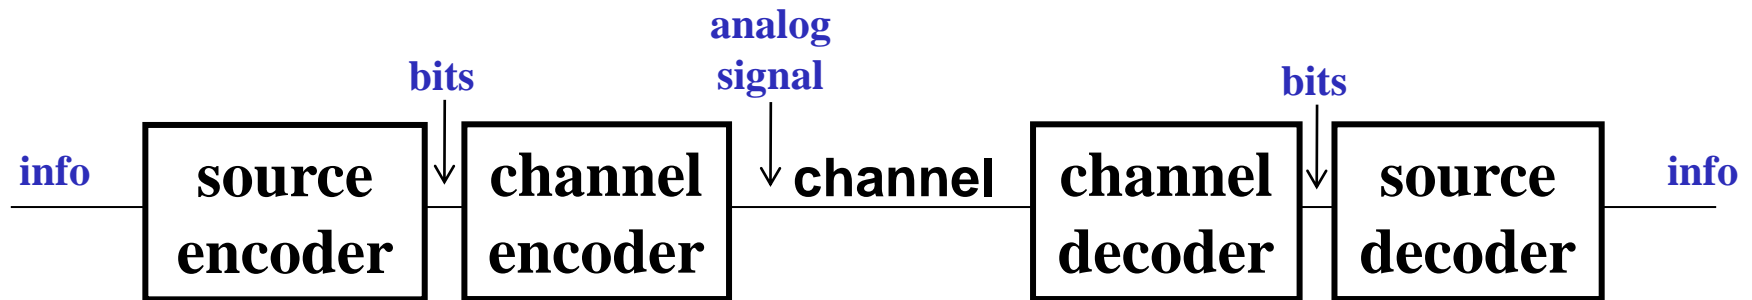 info
source
encoder
bits
channel
encoder
analog
signal
channel
channel
decoder
bits
source
decoder
info